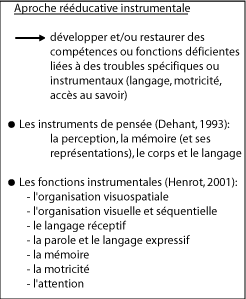 Aproche rééducative instrumentale
développer et/ou restaurer des
compétences ou fonctions déficientes
liées à des troubles spécifiques ou
instrumentaux (langage, motricité,
accès au savoir)
● Les instruments de pensée (Dehant, 1993):
la perception, la mémoire (et ses
représentations), le corps et le langage
● Les fonctions instrumentales (Henrot, 2001):
- l'organisation visuospatiale
- l'organisation visuelle et séquentielle
- le langage réceptif
- la parole et le langage expressif
- la mémoire
- la motricité
- l'attention